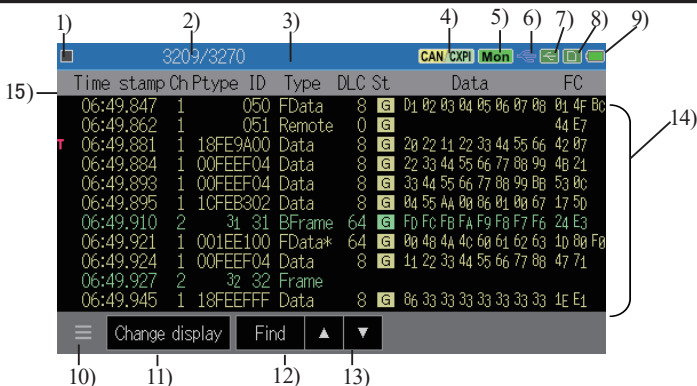 1) 2) 3) 4) 5) 6) 7) 8) 9)
3209/3270 CAN/CXPI Mon
15) Time stamp Ch Ptype ID Type DLC St Data FC
06:49.847 1 050 FData 8 G D1 02 03 04 05 06 07 08 01 4F BC
06:49.862 1 051 Remote 0 G 44 E7
T 06:49.881 1 18FE9A00 Data 8 G 20 22 11 22 33 44 55 66 42 07
06:49.884 1 00FEEF04 Data 8 G 22 33 44 55 66 77 88 99 4B 21
06:49.893 1 00FEEF04 Data 8 G 33 44 55 66 77 88 99 BB 53 0C
06:49.895 1 1CFEB302 Data 8 G 04 55 AA 00 86 01 00 67 17 5D
06:49.910 2 31 31 BFrame 64 G FD FC FB FA F9 F8 F7 F6 24 E3
06:49.921 1 001EE100 FData* 64 G 00 48 4A 4C 60 61 62 63 1D 80 F0
06:49.924 1 00FEEF04 Data 8 G 11 22 33 44 55 66 77 88 47 71
06:49.927 2 32 32 Frame
06:49.945 1 18FEEFFF Data 8 G 86 33 33 33 33 33 33 33 1E E1
14)
Change display Find ▲ ▼
10) 11) 12) 13)